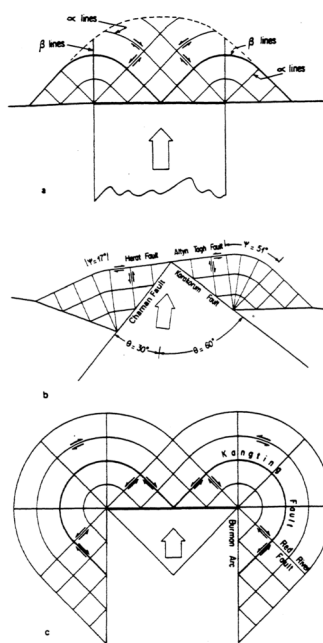 α lines
β lines
β lines
α lines
a
|Ψ=17°|
Herat Fault
Altyn Tagh Fault
Ψ=51°
Chaman Fault
Karakorum Fault
θ=30°
θ=60°
b
Kangting Fault
Burman Arc
Red River Fault
c